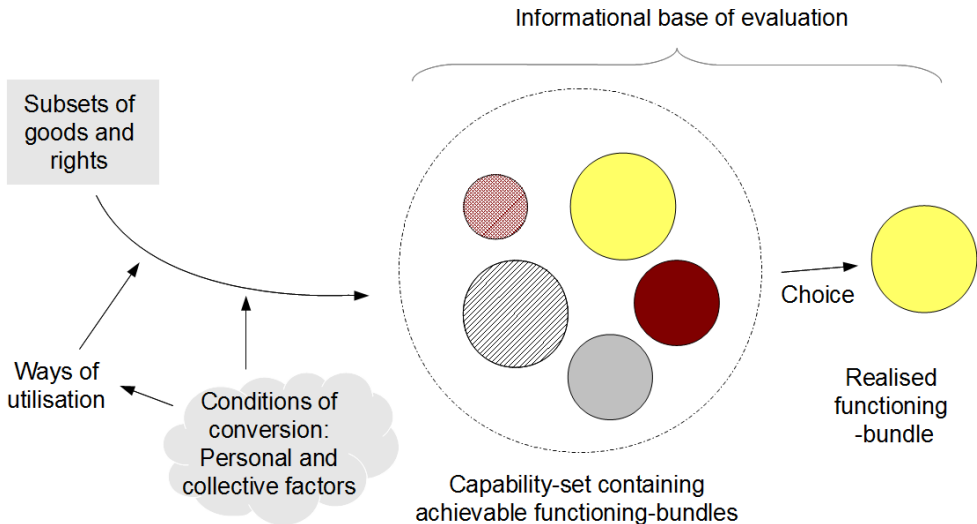 Informational base of evaluation
Subsets of
goods and
rights
Choice
Ways of
utilisation
Conditions of
conversion:
Personal and
collective factors
Realised
functioning
-bundle
Capability-set containing
achievable functioning-bundles